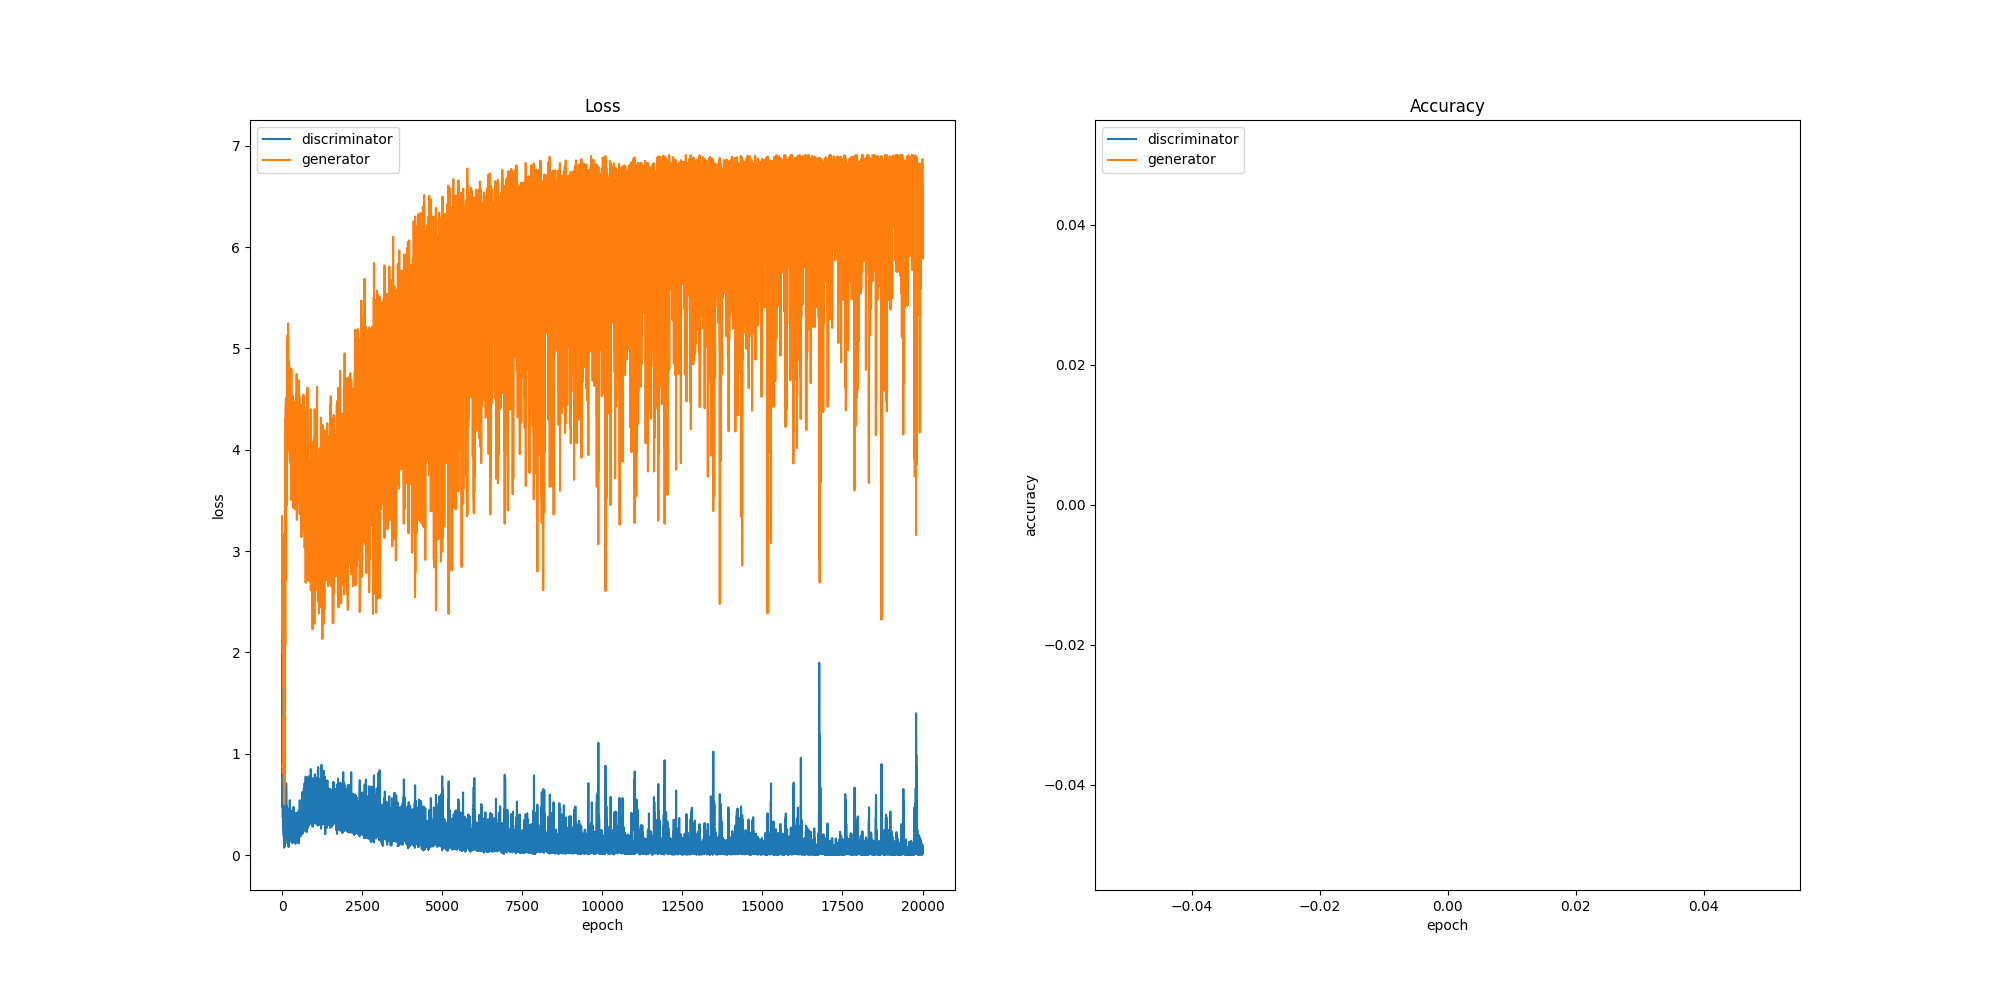 Loss
discriminator
generator
7
6
5
4
3
2
1
0
loss
0 2500 5000 7500 10000 12500 15000 17500 20000
epoch
Accuracy
discriminator
generator
0.04
0.02
0.00
−0.02
−0.04
accuracy
−0.04 −0.02 0.00 0.02 0.04
epoch